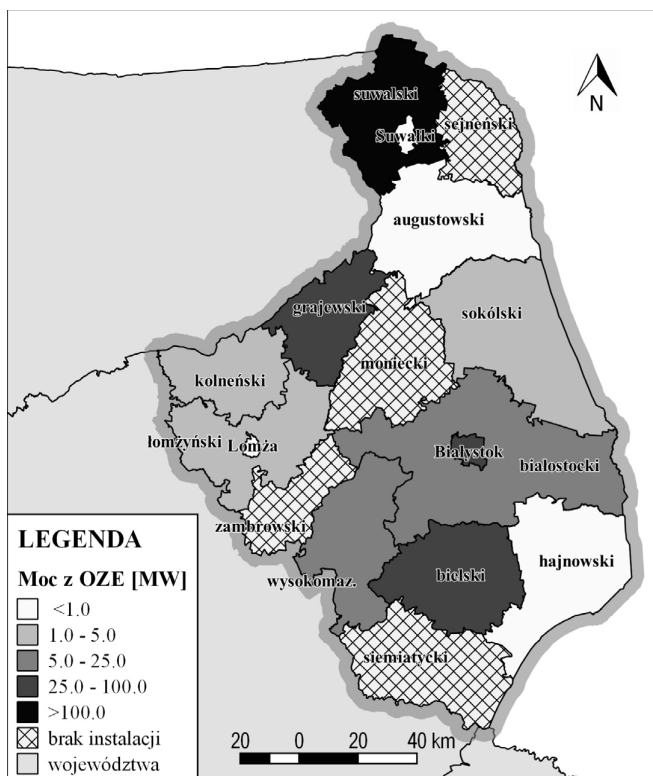 N
suwalski
Suwałki
sejneński
augustowski
grajewski
sokólski
moniecki
kolneński
łomżyński
Łomża
Białystok
białostocki
zambrowski
wysokomaz.
bielski
hajnowski
siemiatycki
LEGENDA
Moc z OZE [MW]
<1.0
1.0 - 5.0
5.0 - 25.0
25.0 - 100.0
>100.0
brak instalacji
województwa
20 0 20 40 km